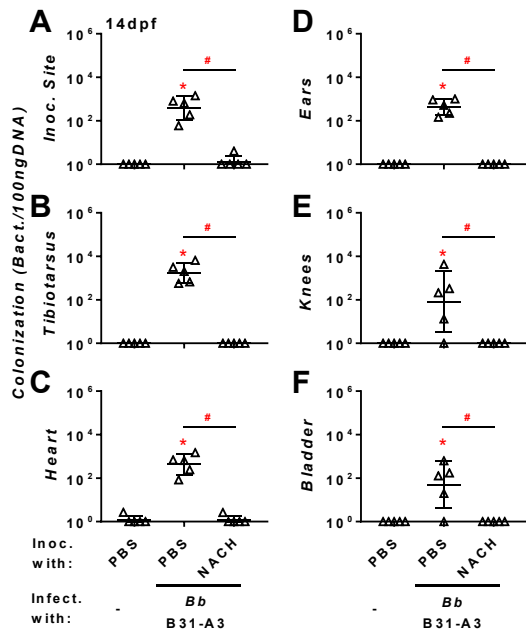 A
14dpf
D
10^6
10^4
10^2
10^0
Inoc. Site
*
#
10^6
10^4
10^2
10^0
Ears
*
#
Colonization (Bact./100ngDNA)
B
E
10^6
10^4
10^2
10^0
Tibiotarsus
*
#
10^6
10^4
10^2
10^0
Knees
*
#
C
F
10^6
10^4
10^2
10^0
Heart
*
#
10^6
10^4
10^2
10^0
Bladder
*
#
Inoc.
with:
PBS
PBS
NACH
PBS
PBS
NACH
Infect.
with:
-
Bb
B31-A3
-
Bb
B31-A3